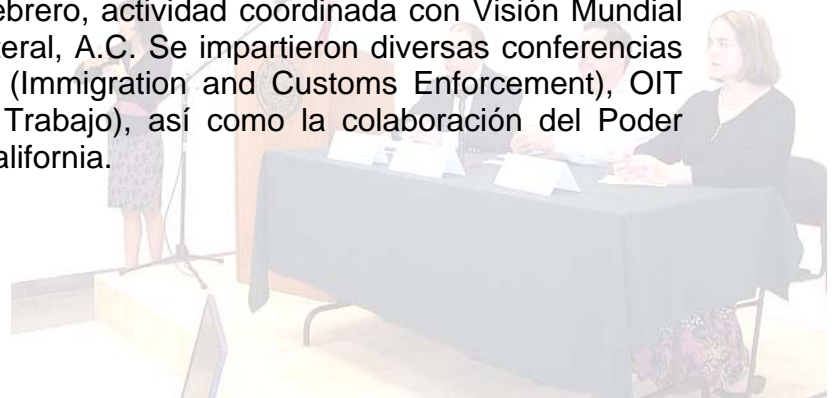 ebrero, actividad coordinada con Visión Mundial
teral, A.C. Se impartieron diversas conferencias
(Immigration and Customs Enforcement), OIT
Trabajo), así como la colaboración del Poder
alifornia.